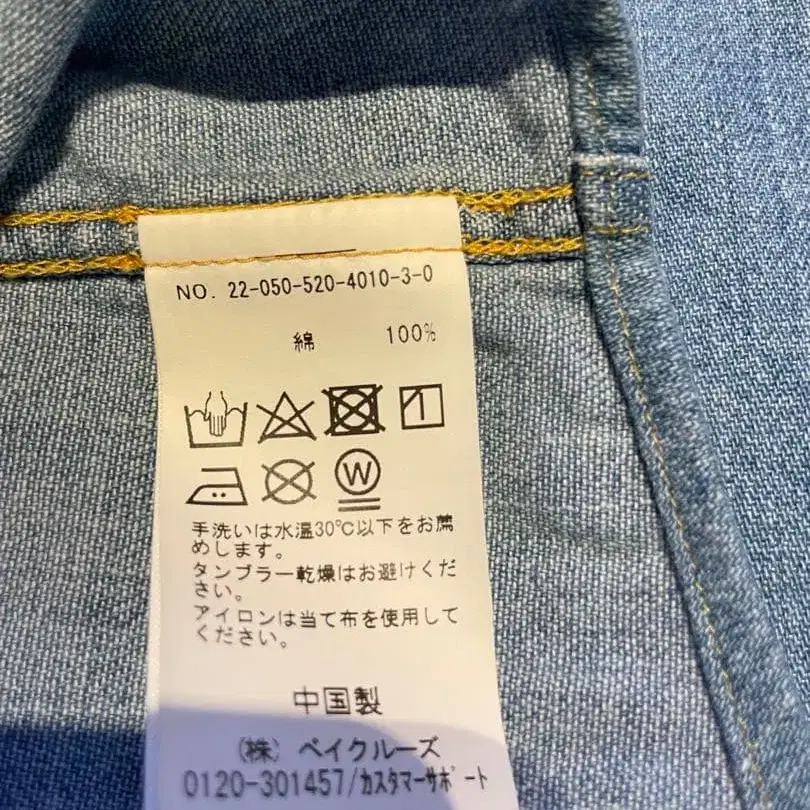 NO. 22-050-520-4010-3-0
綿 100%
W
手洗いは水温30℃以下をお薦
めします。
タンブラー乾燥はお避けくだ
さい。
アイロンは当て布を使用して
ください。
中国製
(株) ベイクルーズ
0120-301457/ｶｽﾀﾏｰｻﾎﾟｰﾄ